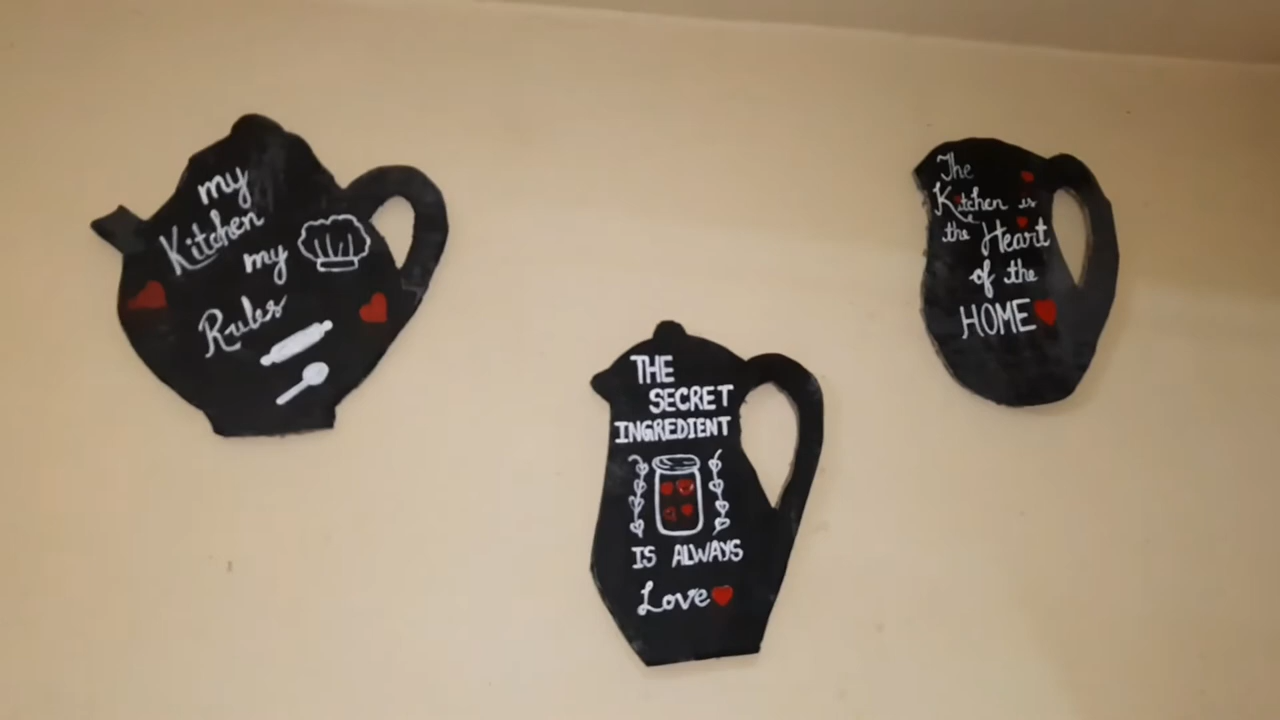 my
Kitchen
my
Rules
THE
SECRET
INGREDIENT
IS ALWAYS
Love
The
Kitchen is
the Heart
of the
HOME